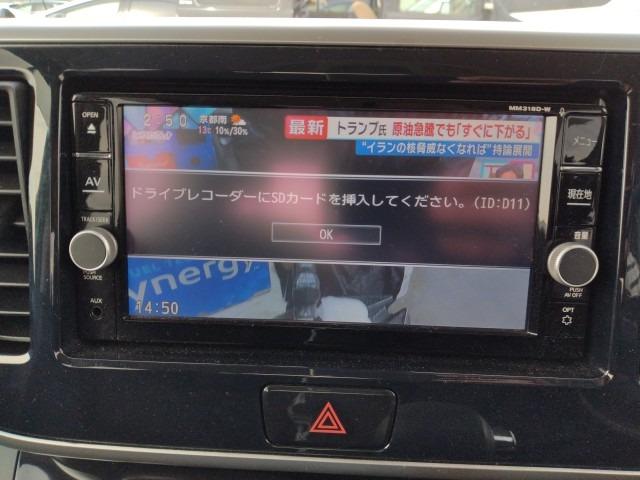 MM318D-W
OPEN
AV
TRACK/SEEK
PUSH
SOURCE
AUX
2:50
京都南
13℃ 10%/30%
最新
トランプ氏 原油急騰でも「すぐに下がる」
"イランの核脅威なくなれば"持論展開
ドライブレコーダーにSDカードを挿入してください。(ID:D11)
OK
ynergy
14:50
メニュー
現在地
音量
PUSH
AV OFF
OPT